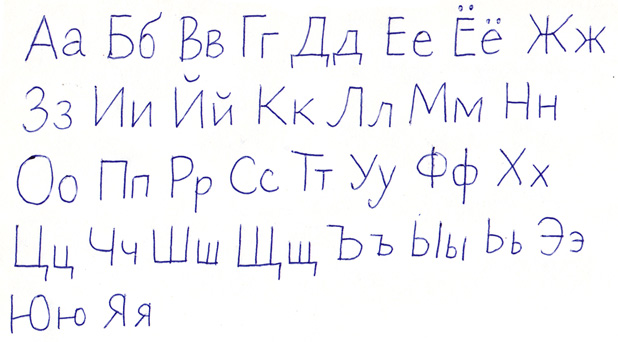 Аа Бб Вв Гг Дд Ее Ёё Жж
Зз Ии Йй Кк Лл Мм Нн
Оо Пп Рр Сс Тт Уу Фф Хх
Цц Чч Шш Щщ Ъъ Ыы Ьь Ээ
Юю Яя